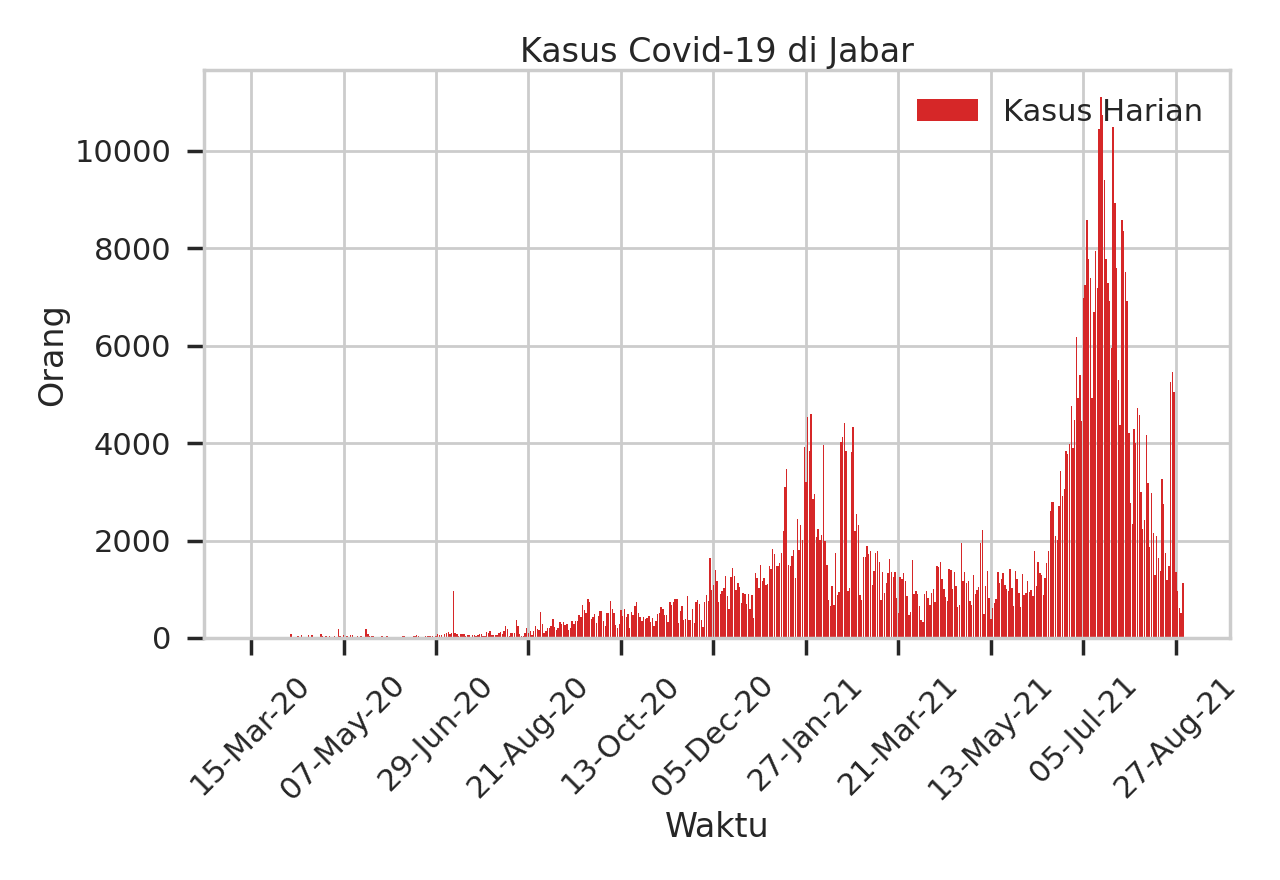 Kasus Covid-19 di Jabar
Kasus Harian
10000
8000
6000
4000
2000
0
Orang
15-Mar-20
07-May-20
29-Jun-20
21-Aug-20
13-Oct-20
05-Dec-20
27-Jan-21
21-Mar-21
13-May-21
05-Jul-21
27-Aug-21
Waktu